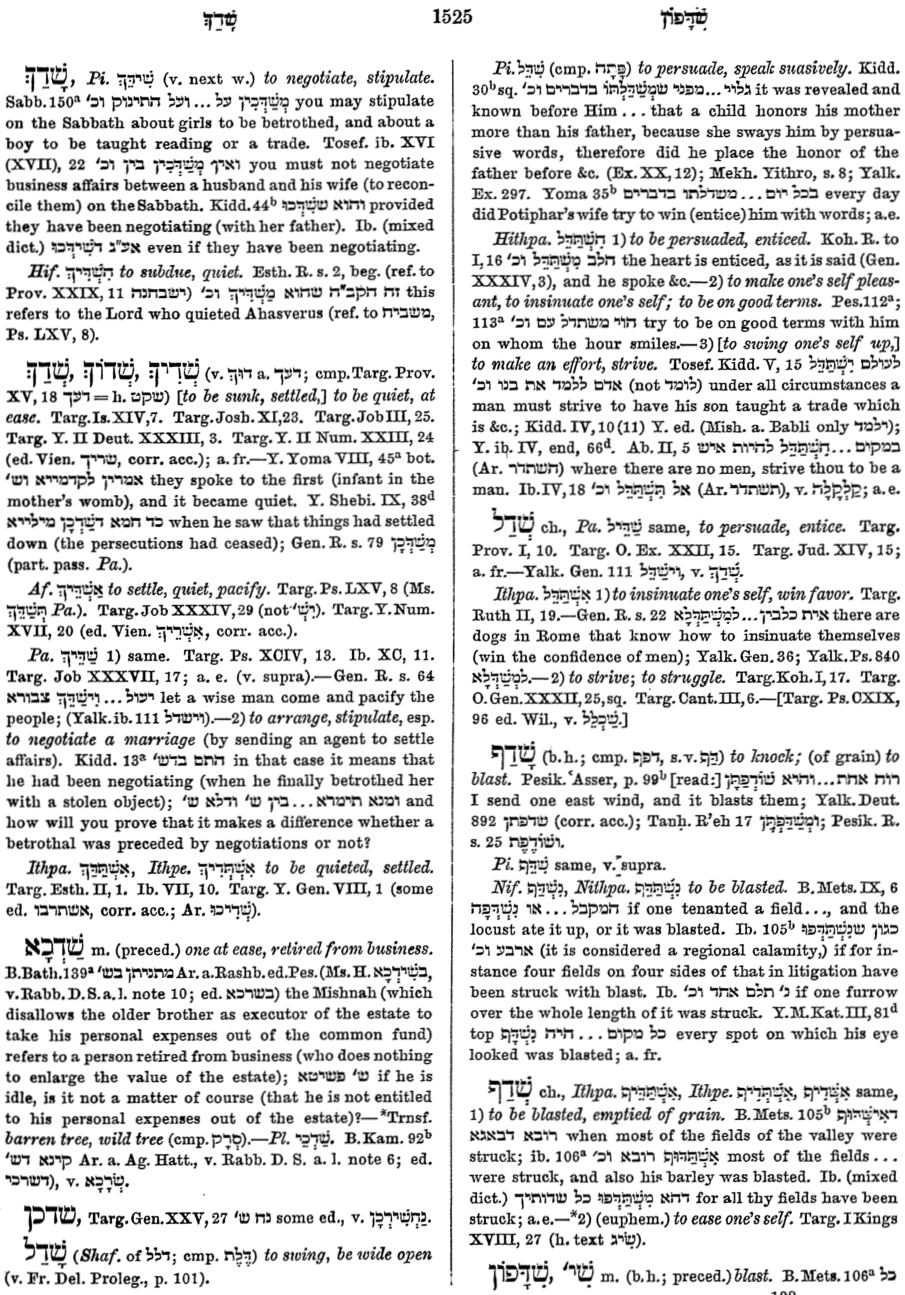 שָׁדַךְ
1525
שִׁדָּפוֹן
שָׁדַךְ, Pi. שִׁידֵּךְ (v. next w.) to negotiate, stipulate.
Sabb. 150ᵃ מְשַׁדְּכִין על ... ועל התינוק וכ' you may stipulate
on the Sabbath about girls to be betrothed, and about a
boy to be taught reading or a trade. Tosef. ib. XVI
(XVII), 22 ואין מְשַׁדְּכִין בין וכ' you must not negotiate
business affairs between a husband and his wife (to recon-
cile them) on the Sabbath. Kidd. 44ᵇ והוא ששִׁדְּכוּ provided
they have been negotiating (with her father). Ib. (mixed
dict.) אע"ג דשִׁידְּכוּ even if they have been negotiating.
Hif. הִשְׁדִּיךְ to subdue, quiet. Esth. R. s. 2, beg. (ref. to
Prov. XXIX, 11 ישבחנה) זה הקב"ה שהוא מַשְׁדִּיךְ וכ' this
refers to the Lord who quieted Ahasverus (ref. to משביח,
Ps. LXV, 8).
שְׁדַךְ, שְׁדוֹךְ, שְׁדִיךְ (v. דּוּךְ a. דעך; cmp. Targ. Prov.
XV, 18 דעך = h. שקט) [to be sunk, settled,] to be quiet, at
ease. Targ. Is. XIV, 7. Targ. Josh. XI, 23. Targ. Job III, 25.
Targ. Y. II Deut. XXXIII, 3. Targ. Y. II Num. XXIII, 24
(ed. Vien. שריך, corr. acc.); a. fr.—Y. Yoma VIII, 45ᵃ bot.
אמרין לקדמייא וש' they spoke to the first (infant in the
mother's womb), and it became quiet. Y. Shebi. IX, 38ᵈ
כד חמא דשַׁדְּכָן מילייא when he saw that things had settled
down (the persecutions had ceased); Gen. R. s. 79 מְשַׁדְּכָן
(part. pass. Pa.).
Af. אַשְׁדֵּיךְ to settle, quiet, pacify. Targ. Ps. LXV, 8 (Ms.
תְּשַׁדֵּךְ Pa.). Targ. Job XXXIV, 29 (not וִישְׁ'). Targ. Y. Num.
XVII, 20 (ed. Vien. אִשְׁרֵיךְ, corr. acc.).
Pa. שַׁדֵּיךְ 1) same. Targ. Ps. XCIV, 13. Ib. XC, 11.
Targ. Job XXXVII, 17; a. e. (v. supra).—Gen. R. s. 64
יעול ... וִישַׁדֵּךְ צבורא let a wise man come and pacify the
people; (Yalk. ib. 111 וישדל).—2) to arrange, stipulate, esp.
to negotiate a marriage (by sending an agent to settle
affairs). Kidd. 13ᵃ התם בדש' in that case it means that
he had been negotiating (when he finally betrothed her
with a stolen object); ומנא תימרא ... בין ש' ודלא ש' and
how will you prove that it makes a difference whether a
betrothal was preceded by negotiations or not?
Ithpa. אִשְׁתַּדַּךְ, Ithpe. אִשְׁתְּדֵיךְ to be quieted, settled.
Targ. Esth. II, 1. Ib. VII, 10. Targ. Y. Gen. VIII, 1 (some
ed. אשתרבו, corr. acc.; Ar. שְׁדִיכוּ).
שַׁדְכָא m. (preced.) one at ease, retired from business.
B. Bath. 139ᵃ מתניתן בש' Ar. a. Rashb. ed. Pes. (Ms. H. בשִׁירְכָא,
v. Rabb. D. S. a. l. note 10; ed. בשרכא) the Mishnah (which
disallows the older brother as executor of the estate to
take his personal expenses out of the common fund)
refers to a person retired from business (who does nothing
to enlarge the value of the estate); ש' פשיטא if he is
idle, is it not a matter of course (that he is not entitled
to his personal expenses out of the estate)?—*Trnsf.
barren tree, wild tree (cmp. סְרָק).—Pl. שַׁדְכֵי. B. Kam. 92ᵇ
קינא דש' Ar. a. Ag. Hatt., v. Rabb. D. S. a. l. note 6; ed.
דשרכי), v. שָׂרְכָא.
שדכן, Targ. Gen. XXV, 27 נח ש' some ed., v. נַחְשִׁירְכָן.
שָׁדַל (Shaf. of דלל; cmp. דֶּלֶת) to swing, be wide open
(v. Fr. Del. Proleg., p. 101).
Pi. שִׁדֵּל (cmp. פָּתָה) to persuade, speak suasively. Kidd.
30ᵇ sq. גלוי ... מפני שמְשַׁדַּלְתּוֹ בדברים וכ' it was revealed and
known before Him ... that a child honors his mother
more than his father, because she sways him by persua-
sive words, therefore did he place the honor of the
father before &c. (Ex. XX, 12); Mekh. Yithro, s. 8; Yalk.
Ex. 297. Yoma 35ᵇ בכל יום ... משדלתו בדברים every day
did Potiphar's wife try to win (entice) him with words; a. e.
Hithpa. הִשְׁתַּדֵּל 1) to be persuaded, enticed. Koh. R. to
I, 16 הלב מִשְׁתַּדֵּל וכ' the heart is enticed, as it is said (Gen.
XXXIV, 3), and he spoke &c.—2) to make one's self pleas-
ant, to insinuate one's self; to be on good terms. Pes. 112ᵃ;
113ᵃ הוי משתדל עם וכ' try to be on good terms with him
on whom the hour smiles.—3) [to swing one's self up,]
to make an effort, strive. Tosef. Kidd. V, 15 לעולם יִשְׁתַּדֵּל
אדם ללמד את בנו וכ' (not לומד) under all circumstances a
man must strive to have his son taught a trade which
is &c.; Kidd. IV, 10 (11) Y. ed. (Mish. a. Babli only ילמד);
Y. ib. IV, end, 66ᵈ. Ab. II, 5 במקום ... הִשְׁתַּדֵּל להיות איש
(Ar. השתדר) where there are no men, strive thou to be a
man. Ib. IV, 18 אל תִּשְׁתַּדֵּל וכ' (Ar. תשתדר), v. קַלְקָלָה; a. e.
שְׁדַל ch., Pa. שַׁדֵּיל same, to persuade, entice. Targ.
Prov. I, 10. Targ. O. Ex. XXII, 15. Targ. Jud. XIV, 15;
a. fr.—Yalk. Gen. 111 וִישַׁדֵּל, v. שְׁדַךְ.
Ithpa. אִשְׁתַּדַּל 1) to insinuate one's self, win favor. Targ.
Ruth II, 19.—Gen. R. s. 22 אית כלבין ... למִשְׁתַּדְּלָא there are
dogs in Rome that know how to insinuate themselves
(win the confidence of men); Yalk. Gen. 36; Yalk. Ps. 840
למִשַׁדְּלָא.—2) to strive; to struggle. Targ. Koh. I, 17. Targ.
O. Gen. XXXII, 25, sq. Targ. Cant. III, 6.—[Targ. Ps. CXIX,
96 ed. Wil., v. שַׁכְלֵל.]
שָׁדַף (b. h.; cmp. דפק, s. v. דַּף) to knock; (of grain) to
blast. Pesik. ʿAsser, p. 99ᵇ [read:] רוח אחת ... והיא שׁוֹדַפְתָּן
I send one east wind, and it blasts them; Yalk. Deut.
892 שדפתן (corr. acc.); Tanḥ. R'eh 17 וּמְשַׁדַּפְתָּן; Pesik. R.
s. 25 ושׁוֹדֶפֶת.
Pi. שִׁדֵּף same, v. supra.
Nif. נִשְׁדַּף, Nithpa. נִשְׁתַּדֵּף to be blasted. B. Mets. IX, 6
המקבל ... או נִשְׁדְּפָה if one tenanted a field ..., and the
locust ate it up, or it was blasted. Ib. 105ᵇ כגון שנִשְׁתַּדְּפוּ
ארבע וכ' (it is considered a regional calamity,) if for in-
stance four fields on four sides of that in litigation have
been struck with blast. Ib. נ' תלם אחד וכ' if one furrow
over the whole length of it was struck. Y. M. Kat. III, 81ᵈ
top כל מקום ... היה נִשְׁדָּף every spot on which his eye
looked was blasted; a. fr.
שְׁדַף ch., Ithpa. אִשְׁתַּדֵּיף, Ithpe. אִשְׁתְּדֵיף, אִשְּׁדֵיף same,
1) to be blasted, emptied of grain. B. Mets. 105ᵇ דאִישְׁתְּדוּף
רובא דבאגא when most of the fields of the valley were
struck; ib. 106ᵃ אִשְׁתַּדּוּף רובא וכ' most of the fields ...
were struck, and also his barley was blasted. Ib. (mixed
dict.) דהא מִשְׁתַּדְּפוּ כל שדותיך for all thy fields have been
struck; a. e.—*2) (euphem.) to ease one's self. Targ. I Kings
XVIII, 27 (h. text שִׂיג).
שִׁדָּפוֹן, שִׁי' m. (b. h.; preced.) blast. B. Mets. 106ᵃ כל